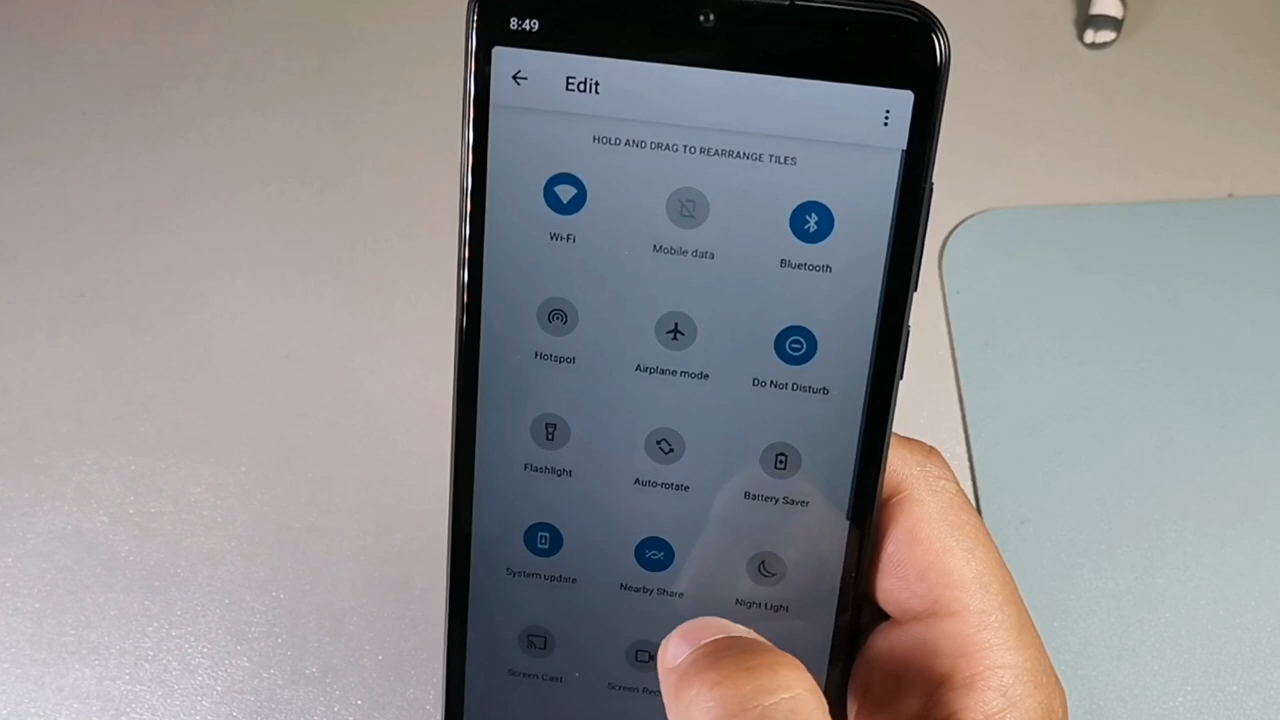 8:49
Edit
HOLD AND DRAG TO REARRANGE TILES
Wi-Fi
Mobile data
Bluetooth
Hotspot
Airplane mode
Do Not Disturb
Flashlight
Auto-rotate
Battery Saver
System update
Nearby Share
Night Light
Screen Cast
Screen